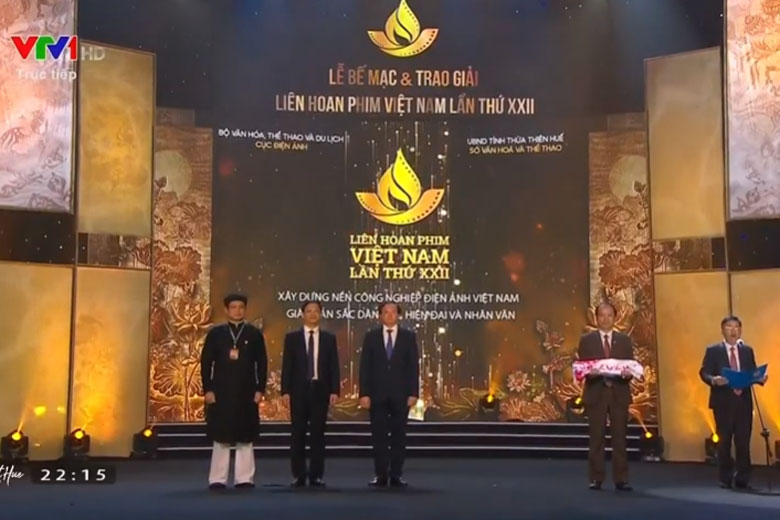 VTV1 HD
Trực tiếp
LỄ BẾ MẠC & TRAO GIẢI
LIÊN HOAN PHIM VIỆT NAM LẦN THỨ XXII
BỘ VĂN HÓA, THỂ THAO VÀ DU LỊCH
CỤC ĐIỆN ẢNH
UBND TỈNH THỪA THIÊN HUẾ
SỞ VĂN HOÁ VÀ THỂ THAO
LIÊN HOAN PHIM
VIỆT NAM
LẦN THỨ XXII
XÂY DỰNG NỀN CÔNG NGHIỆP ĐIỆN ẢNH VIỆT NAM
SẮC HIỆN ĐẠI VÀ NHÂN VĂN
Hue
22:15